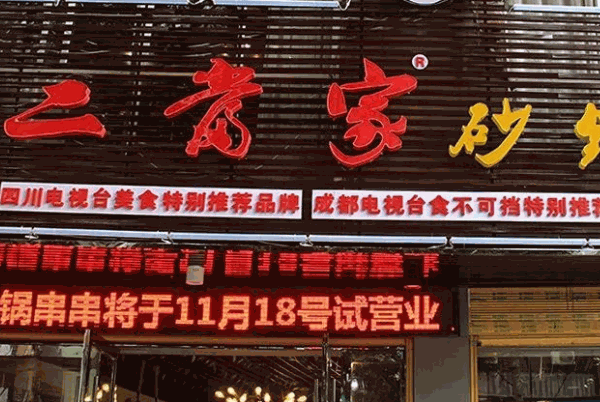 二当家® 砂
四川电视台美食特别推荐品牌
成都电视台食不可挡特别推荐
锅串串将于11月18号试营业